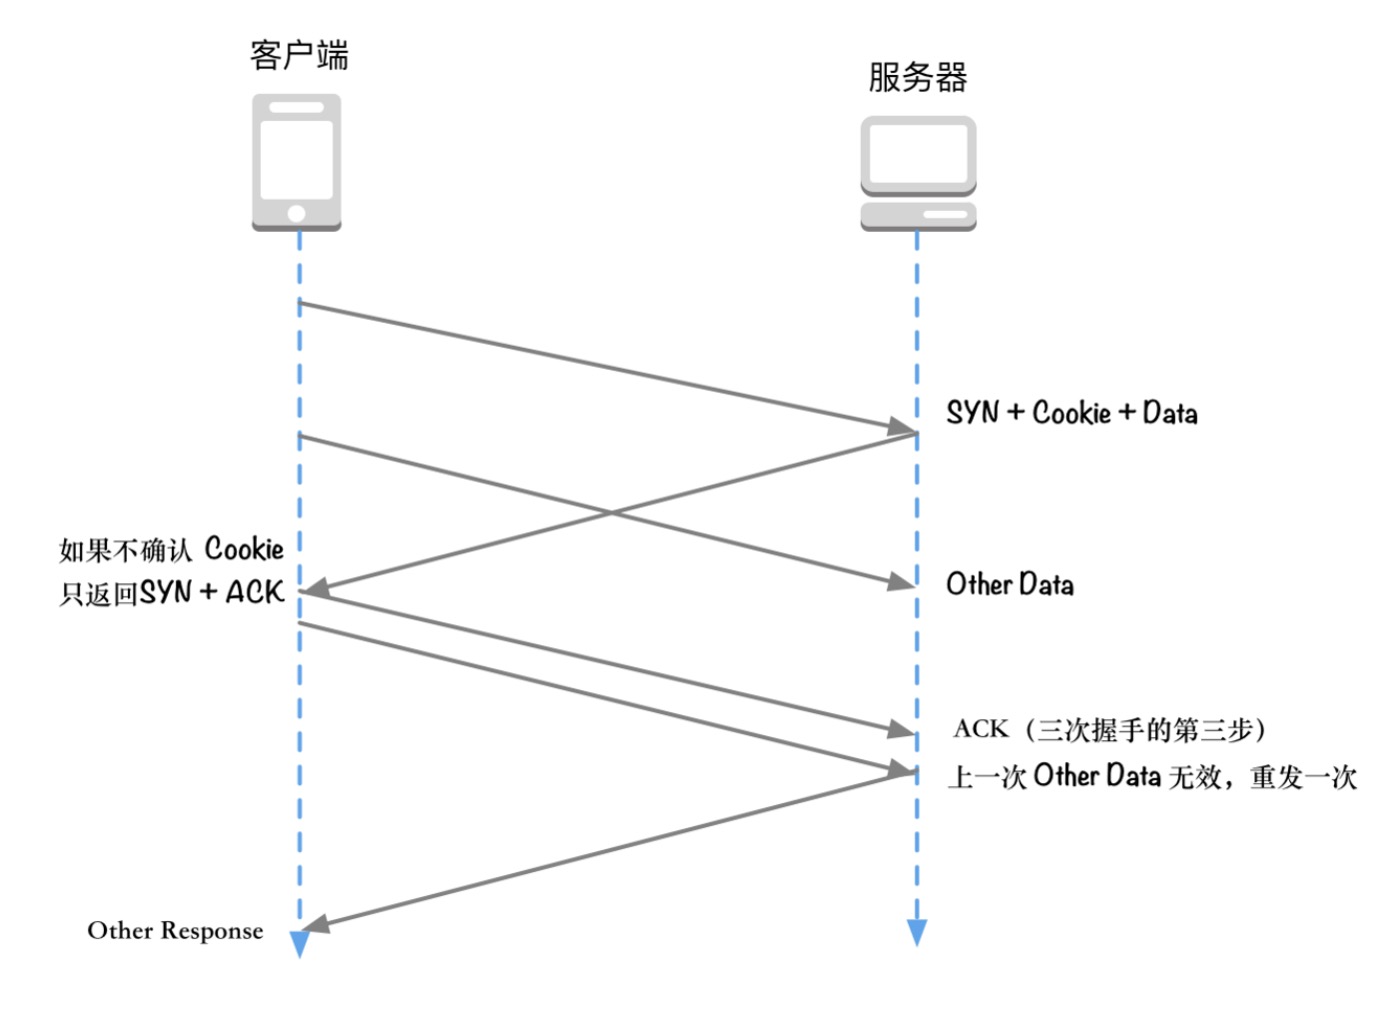 客户端
服务器
SYN + Cookie + Data
如果不确认 Cookie
只返回SYN + ACK
Other Data
ACK（三次握手的第三步）
上一次 Other Data 无效，重发一次
Other Response